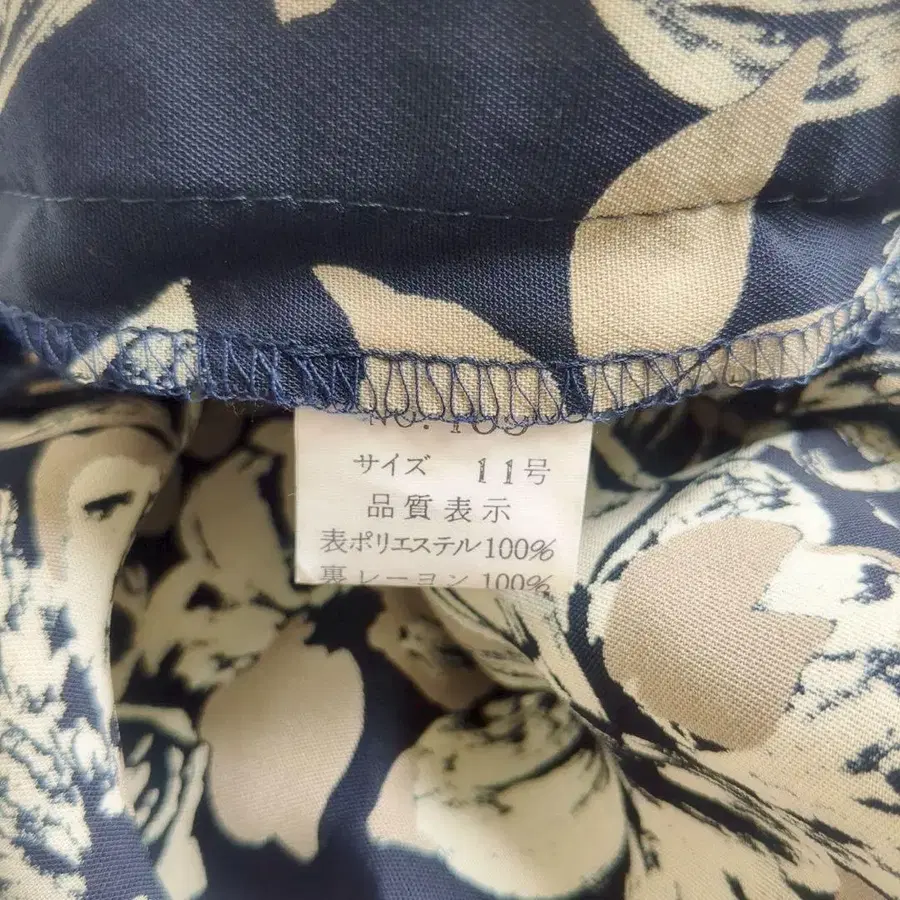 サイズ 11号
品質表示
表ポリエステル100%
裏レーヨン100%